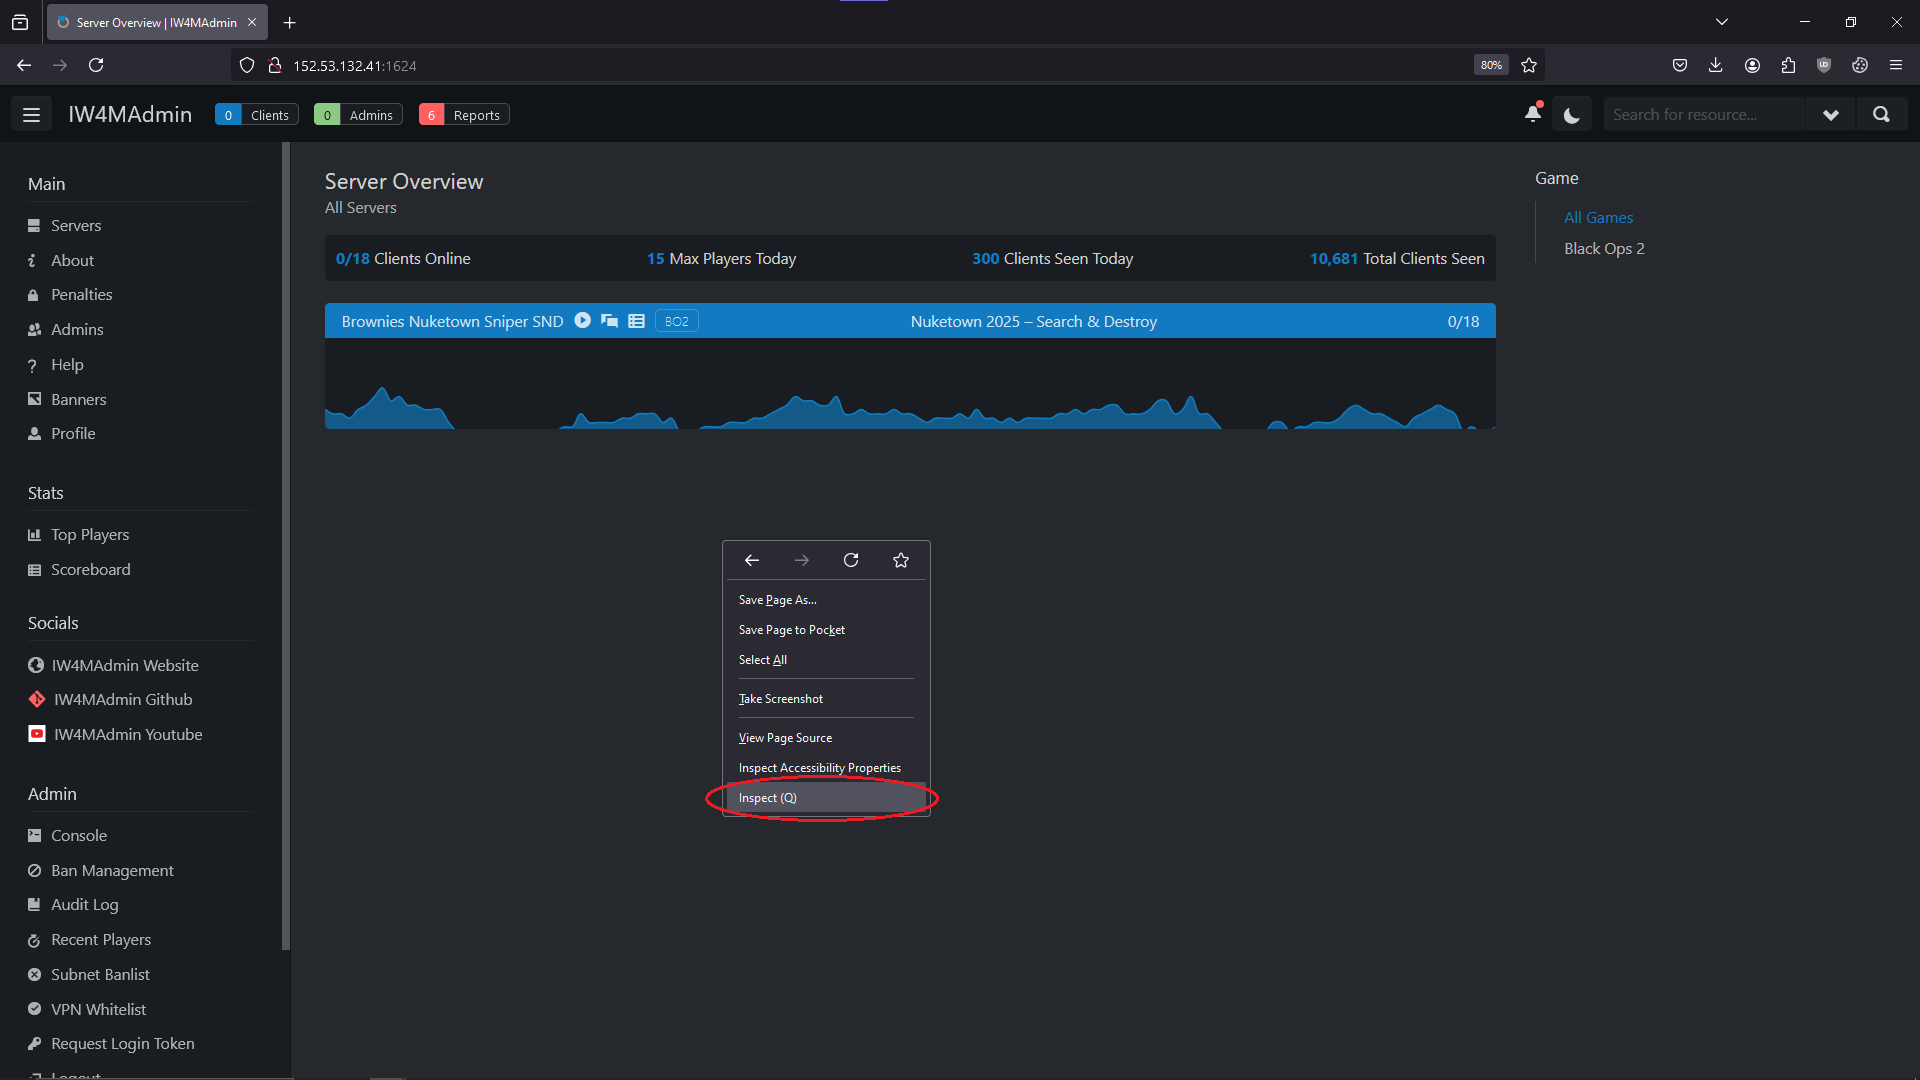 Server Overview | IW4MAdmin
152.53.132.41:1624
80%
IW4MAdmin
0 Clients
0 Admins
6 Reports
Search for resource...
Main
Servers
About
Penalties
Admins
Help
Banners
Profile
Stats
Top Players
Scoreboard
Socials
IW4MAdmin Website
IW4MAdmin Github
IW4MAdmin Youtube
Admin
Console
Ban Management
Audit Log
Recent Players
Subnet Banlist
VPN Whitelist
Request Login Token
Logout
Server Overview
All Servers
0/18 Clients Online
15 Max Players Today
300 Clients Seen Today
10,681 Total Clients Seen
Brownies Nuketown Sniper SND BO2
Nuketown 2025 – Search & Destroy
0/18
Save Page As...
Save Page to Pocket
Select All
Take Screenshot
View Page Source
Inspect Accessibility Properties
Inspect (Q)
Game
All Games
Black Ops 2